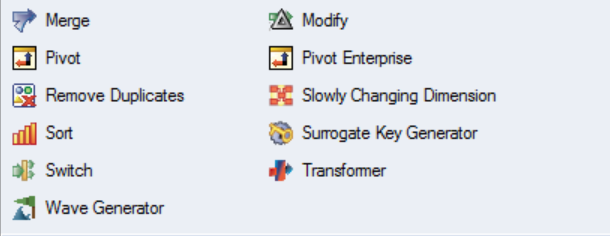 Merge
Modify
Pivot
Pivot Enterprise
Remove Duplicates
Slowly Changing Dimension
Sort
Surrogate Key Generator
Switch
Transformer
Wave Generator